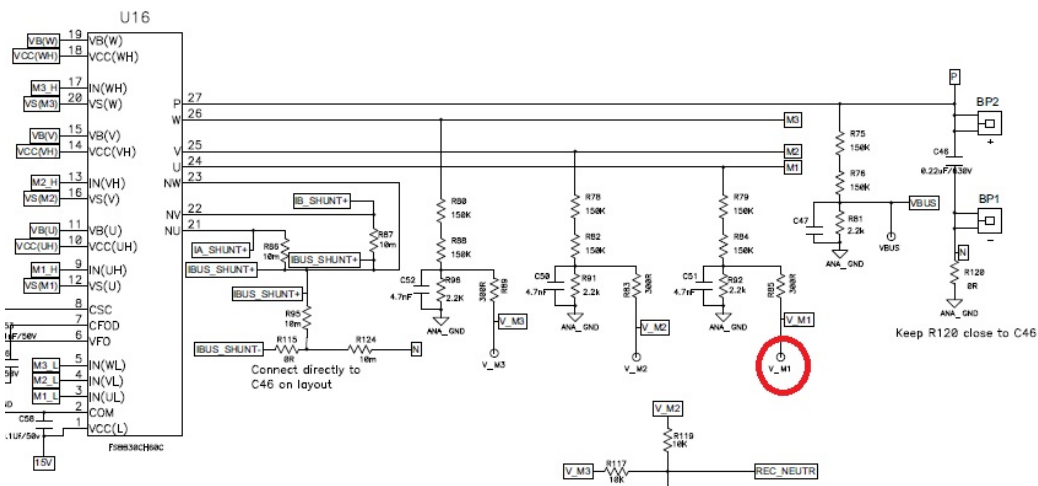 U16
VB(W) 19 VB(W)
VCC(WH) 18 VCC(WH)
M3_H 17 IN(WH)
VS(M3) 20 VS(W)
VB(V) 15 VB(V)
VCC(VH) 14 VCC(VH)
M2_H 13 IN(VH)
VS(M2) 16 VS(V)
VB(U) 11 VB(U)
VCC(UH) 10 VCC(UH)
M1_H 9 IN(UH)
VS(M1) 12 VS(U)
8 CSC
7 CFOD
6 VFO
M3_L 5 IN(WL)
M2_L 4 IN(VL)
M1_L 3 IN(UL)
2 COM
1 VCC(L)
C58
15V
P 27
W 26
V 25
U 24
NW 23
NV 22
NU 21
M3
M2
M1
IB_SHUNT+
R87
10m
IA_SHUNT+
R86
10m
IBUS_SHUNT+
IBUS_SHUNT+
IBUS_SHUNT+
R95
10m
IBUS_SHUNT-
R115
0R
R124
10m
N
Connect directly to
C46 on layout
R80
150K
R88
150K
C52
4.7nF
R96
2.2K
300R
R89
ANA_GND
V_M3
V_M3
R78
150K
R82
150K
C50
4.7nF
R91
2.2k
300R
R83
ANA_GND
V_M2
V_M2
R79
150K
R84
150K
C51
4.7nF
R92
2.2k
300R
R85
ANA_GND
V_M1
V_M1
R75
150K
R76
150K
C47
R81
2.2k
VBUS
VBUS
ANA_GND
P
BP2
+
C46
0.22uF/630V
BP1
-
N
R120
0R
Keep R120 close to C46
V_M2
R119
10K
V_M3
R117
10K
REC_NEUTR